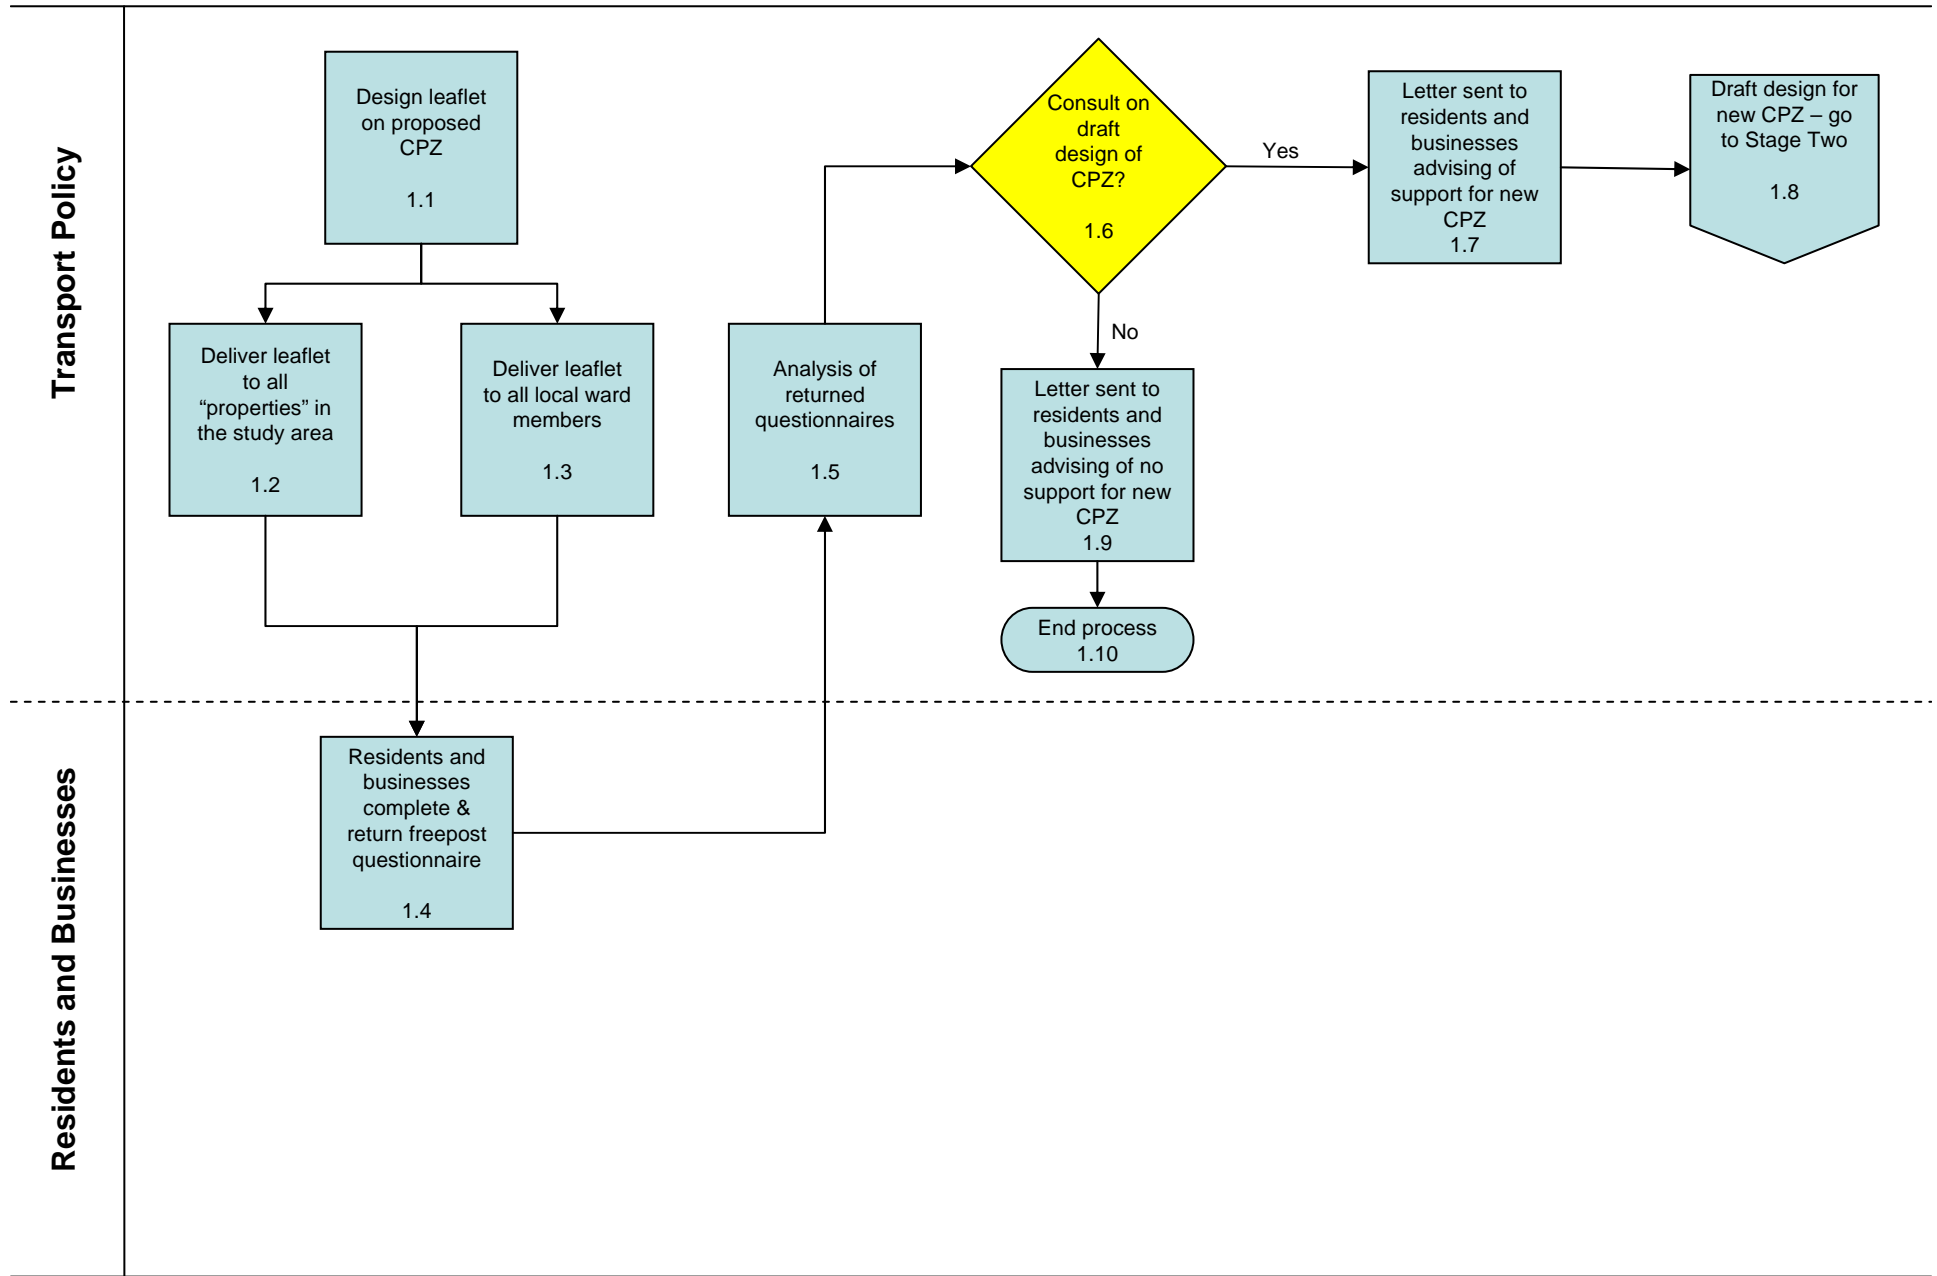 Transport Policy
Design leaflet
on proposed
CPZ
1.1
Deliver leaflet
to all
“properties” in
the study area
1.2
Deliver leaflet
to all local ward
members
1.3
Analysis of
returned
questionnaires
1.5
Consult on
draft
design of
CPZ?
1.6
Yes
No
Letter sent to
residents and
businesses
advising of
support for new
CPZ
1.7
Draft design for
new CPZ – go
to Stage Two
1.8
Letter sent to
residents and
businesses
advising of no
support for new
CPZ
1.9
End process
1.10
Residents and Businesses
Residents and
businesses
complete &
return freepost
questionnaire
1.4